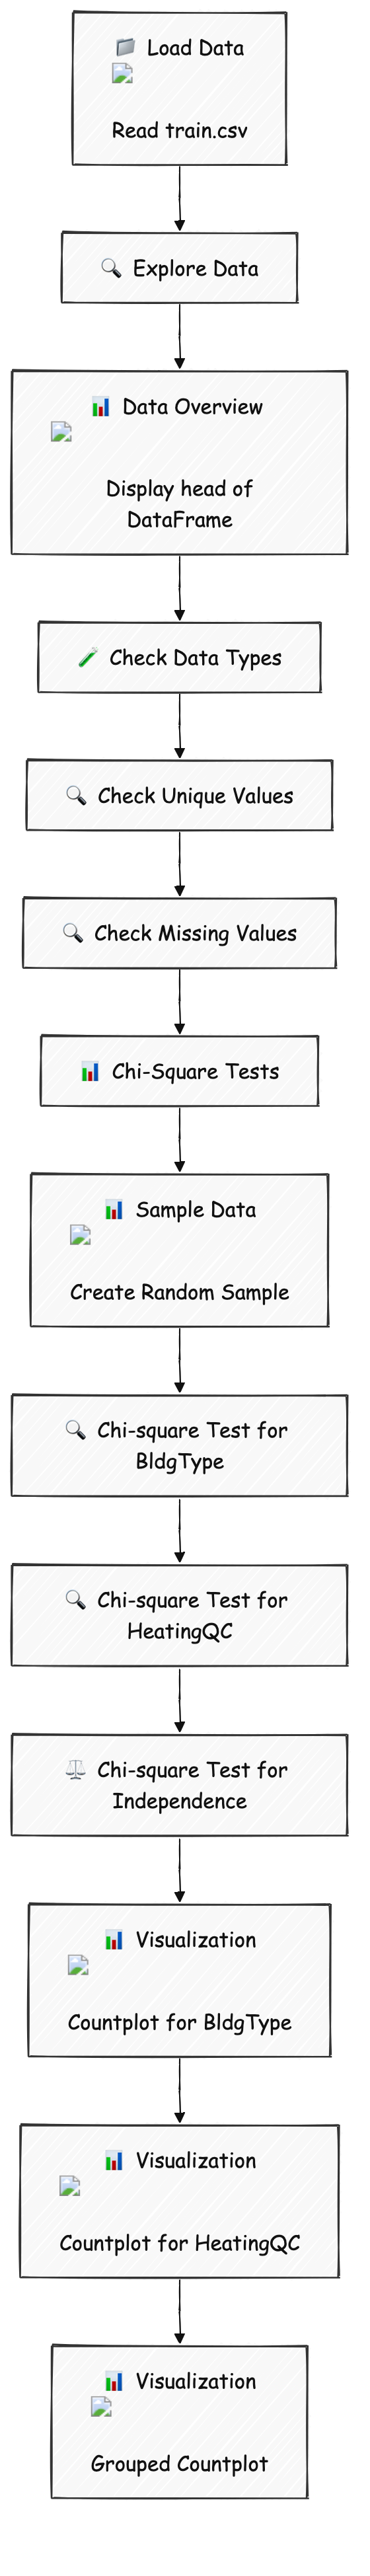 Load Data
Read train.csv
Explore Data
Data Overview
Display head of
DataFrame
Check Data Types
Check Unique Values
Check Missing Values
Chi-Square Tests
Sample Data
Create Random Sample
Chi-square Test for
BldgType
Chi-square Test for
HeatingQC
Chi-square Test for
Independence
Visualization
Countplot for BldgType
Visualization
Countplot for HeatingQC
Visualization
Grouped Countplot